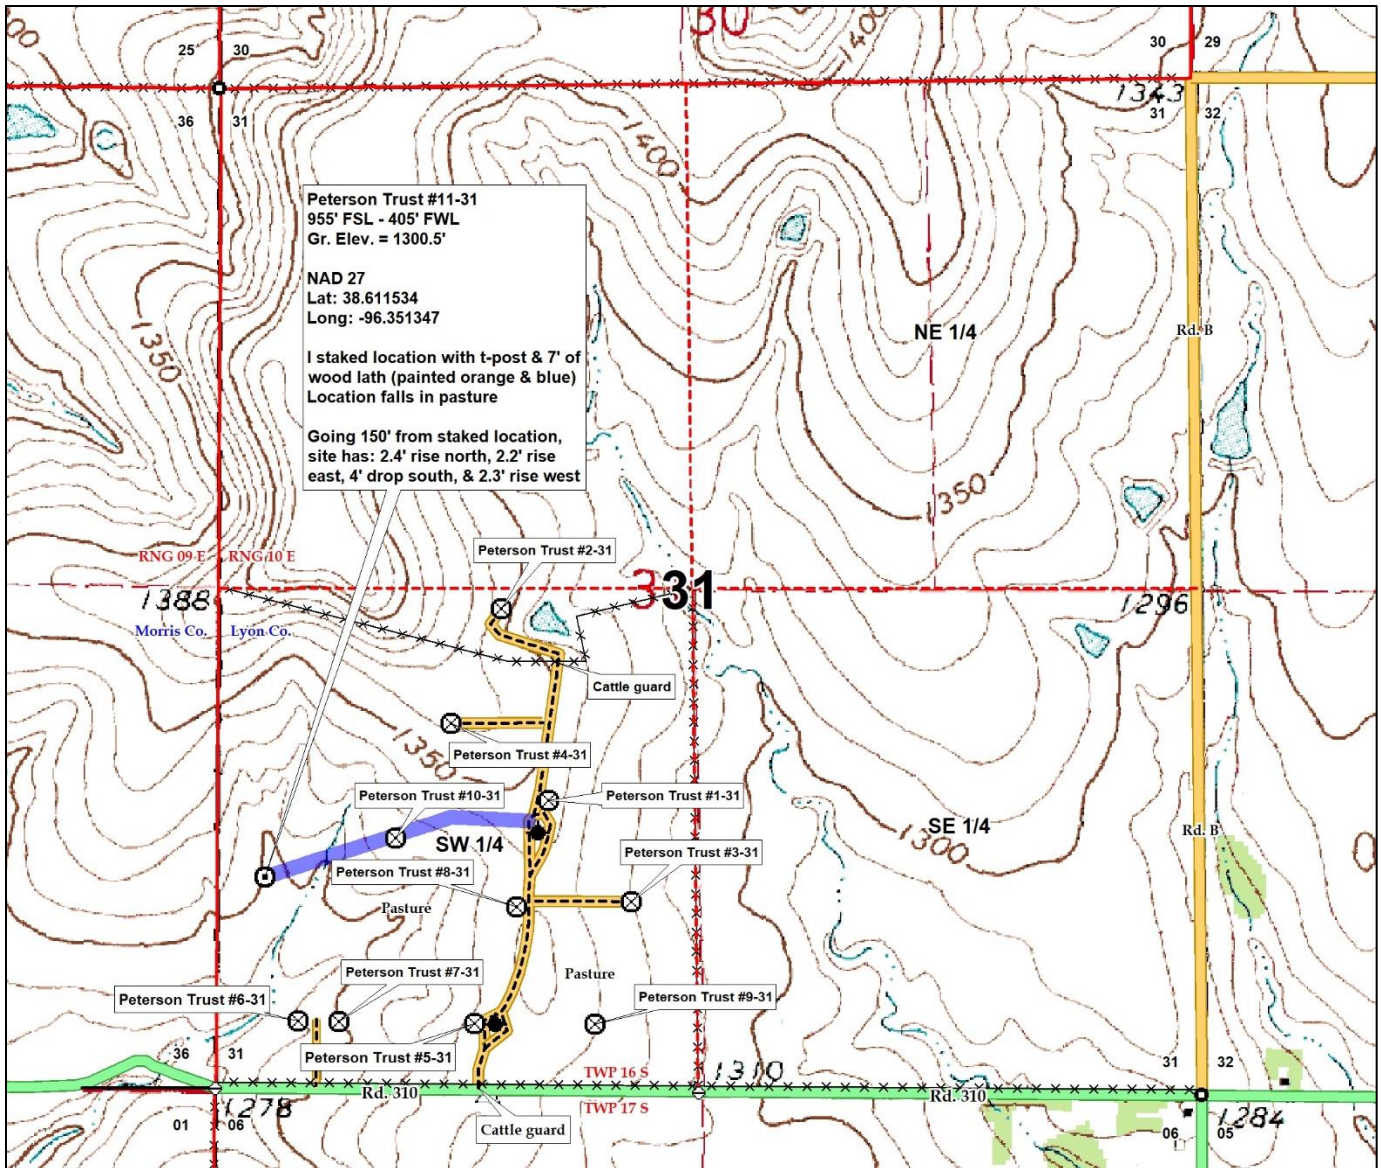 30
1400
00
25 30
30 29
1343
36 31
31 32
1400
Peterson Trust #11-31
955' FSL - 405' FWL
Gr. Elev. = 1300.5'
NAD 27
Lat: 38.611534
Long: -96.351347
I staked location with t-post & 7' of
wood lath (painted orange & blue)
Location falls in pasture
Going 150' from staked location,
site has: 2.4' rise north, 2.2' rise
east, 4' drop south, & 2.3' rise west
1350
NE 1/4
Rd. B
1350
RNG 09 E RNG 10 E
Peterson Trust #2-31
1388
3 31
1296
Morris Co. Lyon Co.
Cattle guard
1350
Peterson Trust #4-31
Peterson Trust #10-31
Peterson Trust #1-31
SW 1/4
1300
SE 1/4
Rd. B
Peterson Trust #3-31
0
Peterson Trust #8-31
Pasture
Pasture
Peterson Trust #7-31
Peterson Trust #6-31
Peterson Trust #9-31
Peterson Trust #5-31
36 31
31 32
TWP 16 S
1310
Rd. 310
Rd. 310
1278
TWP 17 S
1284
01 06
Cattle guard
06 05